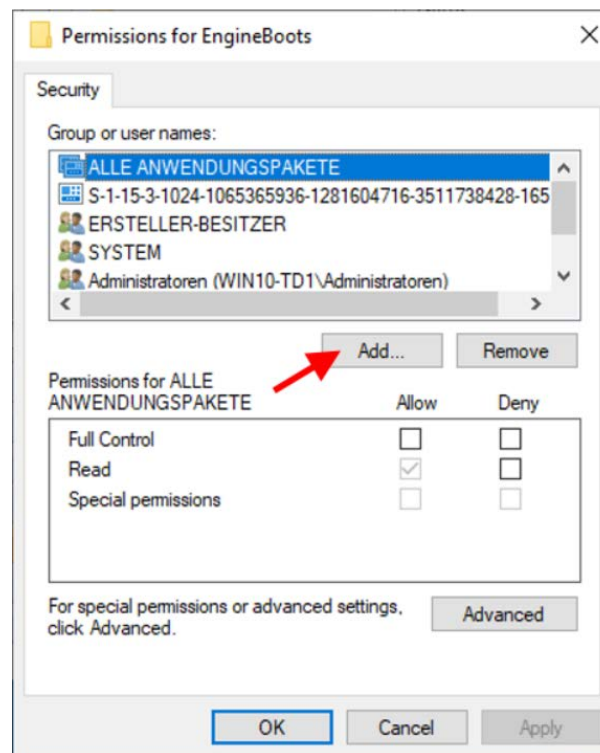 Permissions for EngineBoots
Security
Group or user names:
ALLE ANWENDUNGSPAKETE
S-1-15-3-1024-1065365936-1281604716-3511738428-165
ERSTELLER-BESITZER
SYSTEM
Administratoren (WIN10-TD1\Administratoren)
Add...
Remove
Permissions for ALLE
ANWENDUNGSPAKETE
Allow
Deny
Full Control
Read
Special permissions
For special permissions or advanced settings,
click Advanced.
Advanced
OK
Cancel
Apply